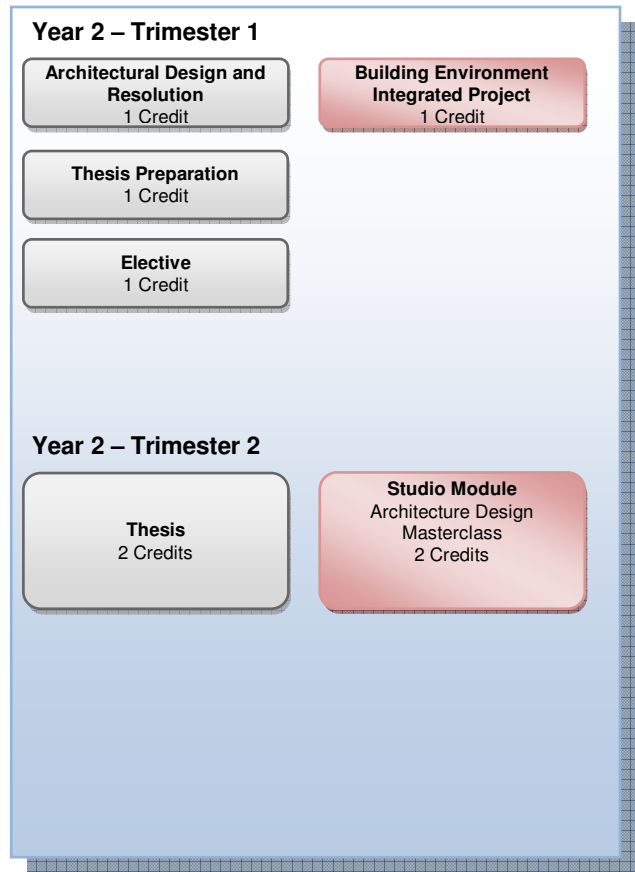 Year 2 – Trimester 1
Architectural Design and
Resolution
1 Credit
Building Environment
Integrated Project
1 Credit
Thesis Preparation
1 Credit
Elective
1 Credit
Year 2 – Trimester 2
Thesis
2 Credits
Studio Module
Architecture Design
Masterclass
2 Credits